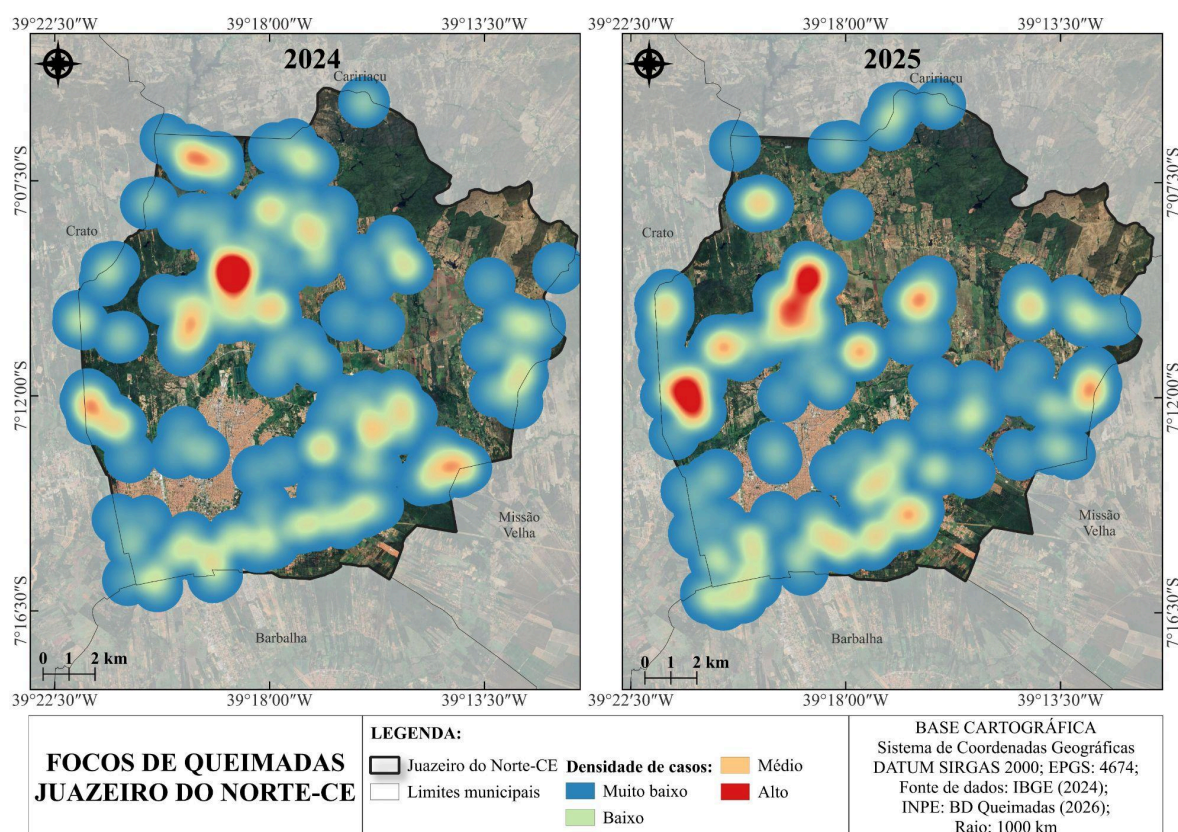 39°22'30"W 39°18'00"W 39°13'30"W
39°22'30"W 39°18'00"W 39°13'30"W
2024
Caririaçu
7°07'30"S
Crato
7°12'00"S
Missão
Velha
7°16'30"S
Barbalha
0 1 2 km
39°22'30"W 39°18'00"W 39°13'30"W
2025
Caririaçu
7°07'30"S
Crato
7°12'00"S
Missão
Velha
7°16'30"S
Barbalha
0 1 2 km
39°22'30"W 39°18'00"W 39°13'30"W
FOCOS DE QUEIMADAS
JUAZEIRO DO NORTE-CE
LEGENDA:
Juazeiro do Norte-CE
Limites municipais
Densidade de casos:
Muito baixo
Baixo
Médio
Alto
BASE CARTOGRÁFICA
Sistema de Coordenadas Geográficas
DATUM SIRGAS 2000; EPGS: 4674;
Fonte de dados: IBGE (2024);
INPE: BD Queimadas (2026);
Raio: 1000 km